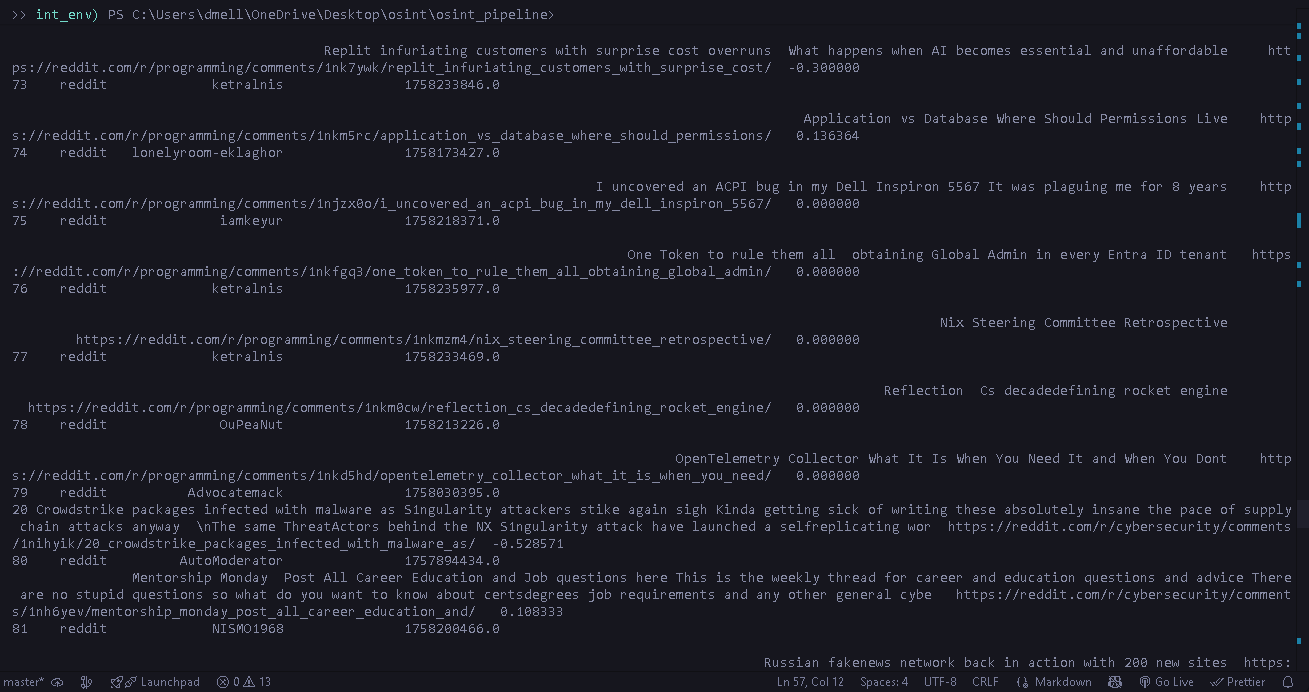 >> int_env) PS C:\Users\dmell\OneDrive\Desktop\osint\osint_pipeline>
Replit infuriating customers with surprise cost overruns  What happens when AI becomes essential and unaffordable     htt
ps://reddit.com/r/programming/comments/1nk7ywk/replit_infuriating_customers_with_surprise_cost/  -0.300000
73    reddit             ketralnis               1758233846.0
Application vs Database Where Should Permissions Live    http
s://reddit.com/r/programming/comments/1nkm5rc/application_vs_database_where_should_permissions/   0.136364
74    reddit   lonelyroom-eklaghor               1758173427.0
I uncovered an ACPI bug in my Dell Inspiron 5567 It was plaguing me for 8 years    http
s://reddit.com/r/programming/comments/1njzx0o/i_uncovered_an_acpi_bug_in_my_dell_inspiron_5567/   0.000000
75    reddit              iamkeyur               1758218371.0
One Token to rule them all  obtaining Global Admin in every Entra ID tenant   https
://reddit.com/r/programming/comments/1nkfgq3/one_token_to_rule_them_all_obtaining_global_admin/   0.000000
76    reddit             ketralnis               1758235977.0
Nix Steering Committee Retrospective
https://reddit.com/r/programming/comments/1nkmzm4/nix_steering_committee_retrospective/   0.000000
77    reddit             ketralnis               1758233469.0
Reflection  Cs decadedefining rocket engine
https://reddit.com/r/programming/comments/1nkm0cw/reflection_cs_decadedefining_rocket_engine/   0.000000
78    reddit              OuPeaNut               1758213226.0
OpenTelemetry Collector What It Is When You Need It and When You Dont    http
s://reddit.com/r/programming/comments/1nkd5hd/opentelemetry_collector_what_it_is_when_you_need/   0.000000
79    reddit          Advocatemack               1758030395.0
20 Crowdstrike packages infected with malware as S1ngularity attackers stike again sigh Kinda getting sick of writing these absolutely insane the pace of supply
chain attacks anyway  \nThe same ThreatActors behind the NX S1ngularity attack have launched a selfreplicating wor  https://reddit.com/r/cybersecurity/comments
/1nihyik/20_crowdstrike_packages_infected_with_malware_as/  -0.528571
80    reddit         AutoModerator               1757894434.0
Mentorship Monday  Post All Career Education and Job questions here This is the weekly thread for career and education questions and advice There
are no stupid questions so what do you want to know about certsdegrees job requirements and any other general cybe   https://reddit.com/r/cybersecurity/comment
s/1nh6yev/mentorship_monday_post_all_career_education_and/   0.108333
81    reddit             NISMO1968               1758200466.0
Russian fakenews network back in action with 200 new sites  https:
master* Launchpad 0 13 Ln 57, Col 12 Spaces: 4 UTF-8 CRLF Markdown Go Live Prettier